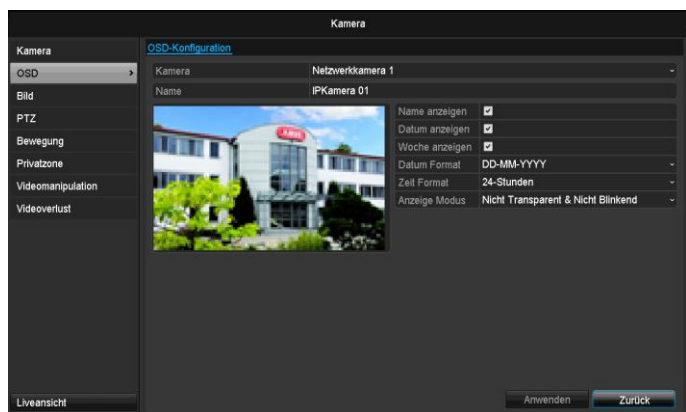 Kamera
Kamera
OSD
Bild
PTZ
Bewegung
Privatzone
Videomanipulation
Videoverlust
Liveansicht
OSD-Konfiguration
Kamera Netzwerkkamera 1
Name IPKamera 01
ABUS
Name anzeigen
Datum anzeigen
Woche anzeigen
Datum Format DD-MM-YYYY
Zeit Format 24-Stunden
Anzeige Modus Nicht Transparent & Nicht Blinkend
Anwenden Zurück